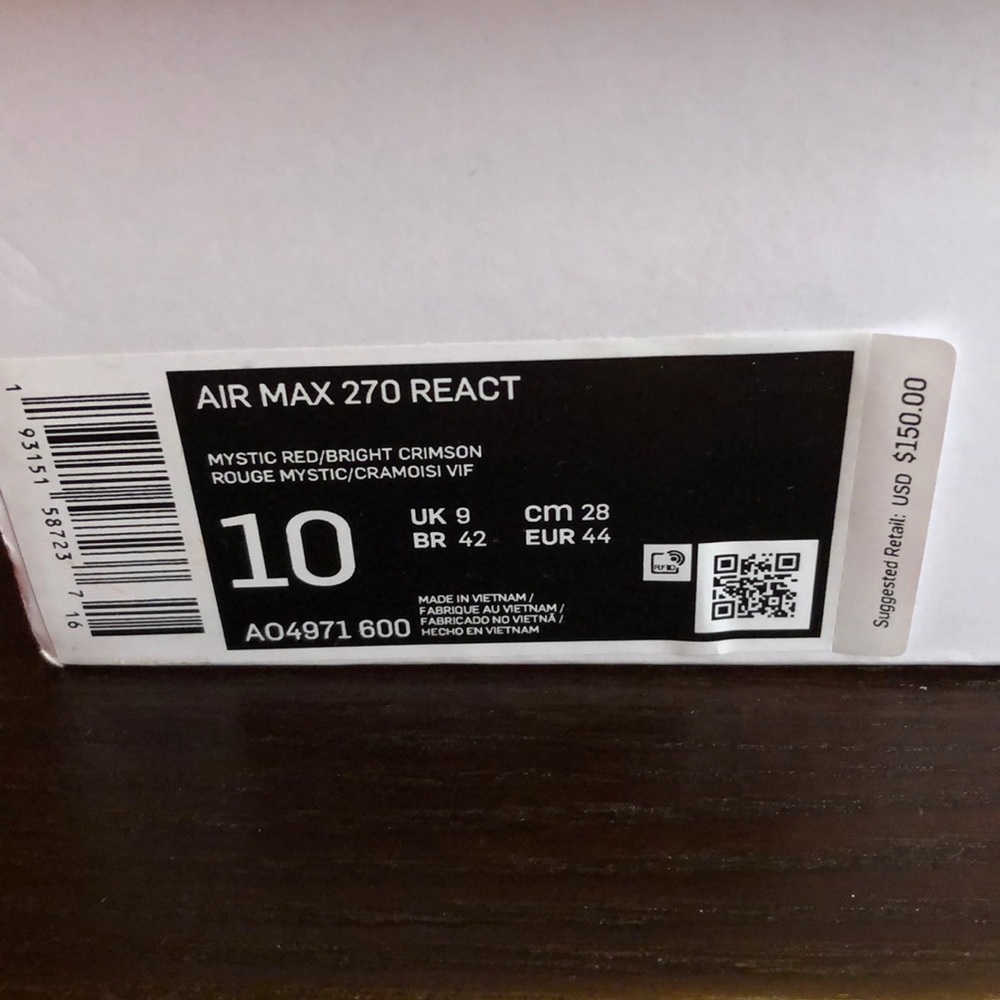 AIR MAX 270 REACT
MYSTIC RED/BRIGHT CRIMSON
ROUGE MYSTIC/CRAMOISI VIF
10
UK 9 cm 28
BR 42 EUR 44
AO4971 600
MADE IN VIETNAM /
FABRIQUE AU VIETNAM /
FABRICADO NO VIETNÃ /
HECHO EN VIETNAM
RFID
1 93151 58723 7 16
Suggested Retail: USD $150.00